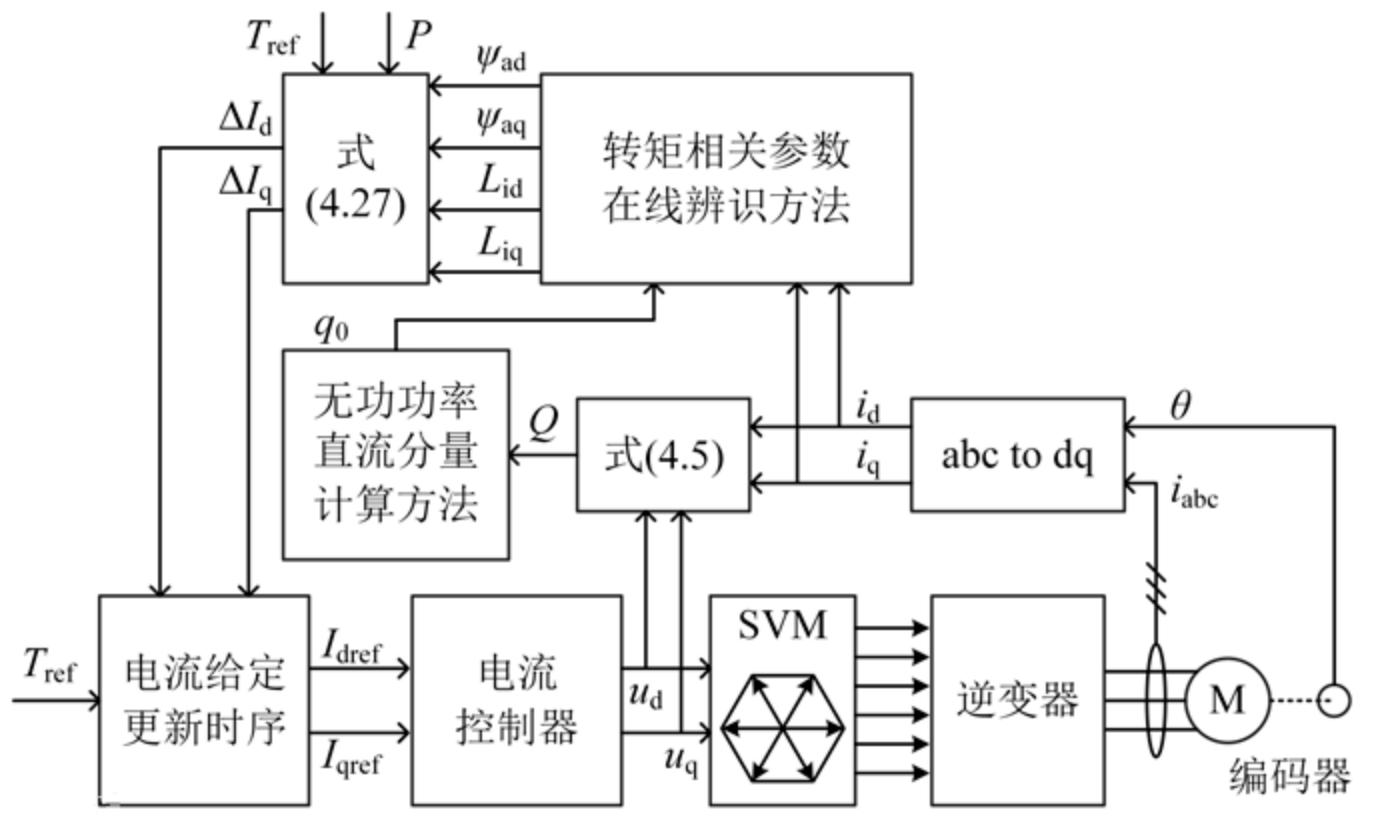 T_ref
P
ψ_ad
ψ_aq
L_id
L_iq
ΔI_d
ΔI_q
式
(4.27)
转矩相关参数
在线辨识方法
q_0
无功功率
直流分量
计算方法
Q
式(4.5)
i_d
i_q
abc to dq
θ
i_abc
T_ref
电流给定
更新时序
I_dref
I_qref
电流
控制器
u_d
u_q
SVM
逆变器
M
编码器